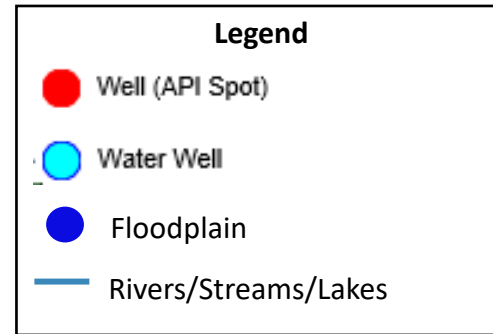 Legend
Well (API Spot)
Water Well
Floodplain
Rivers/Streams/Lakes